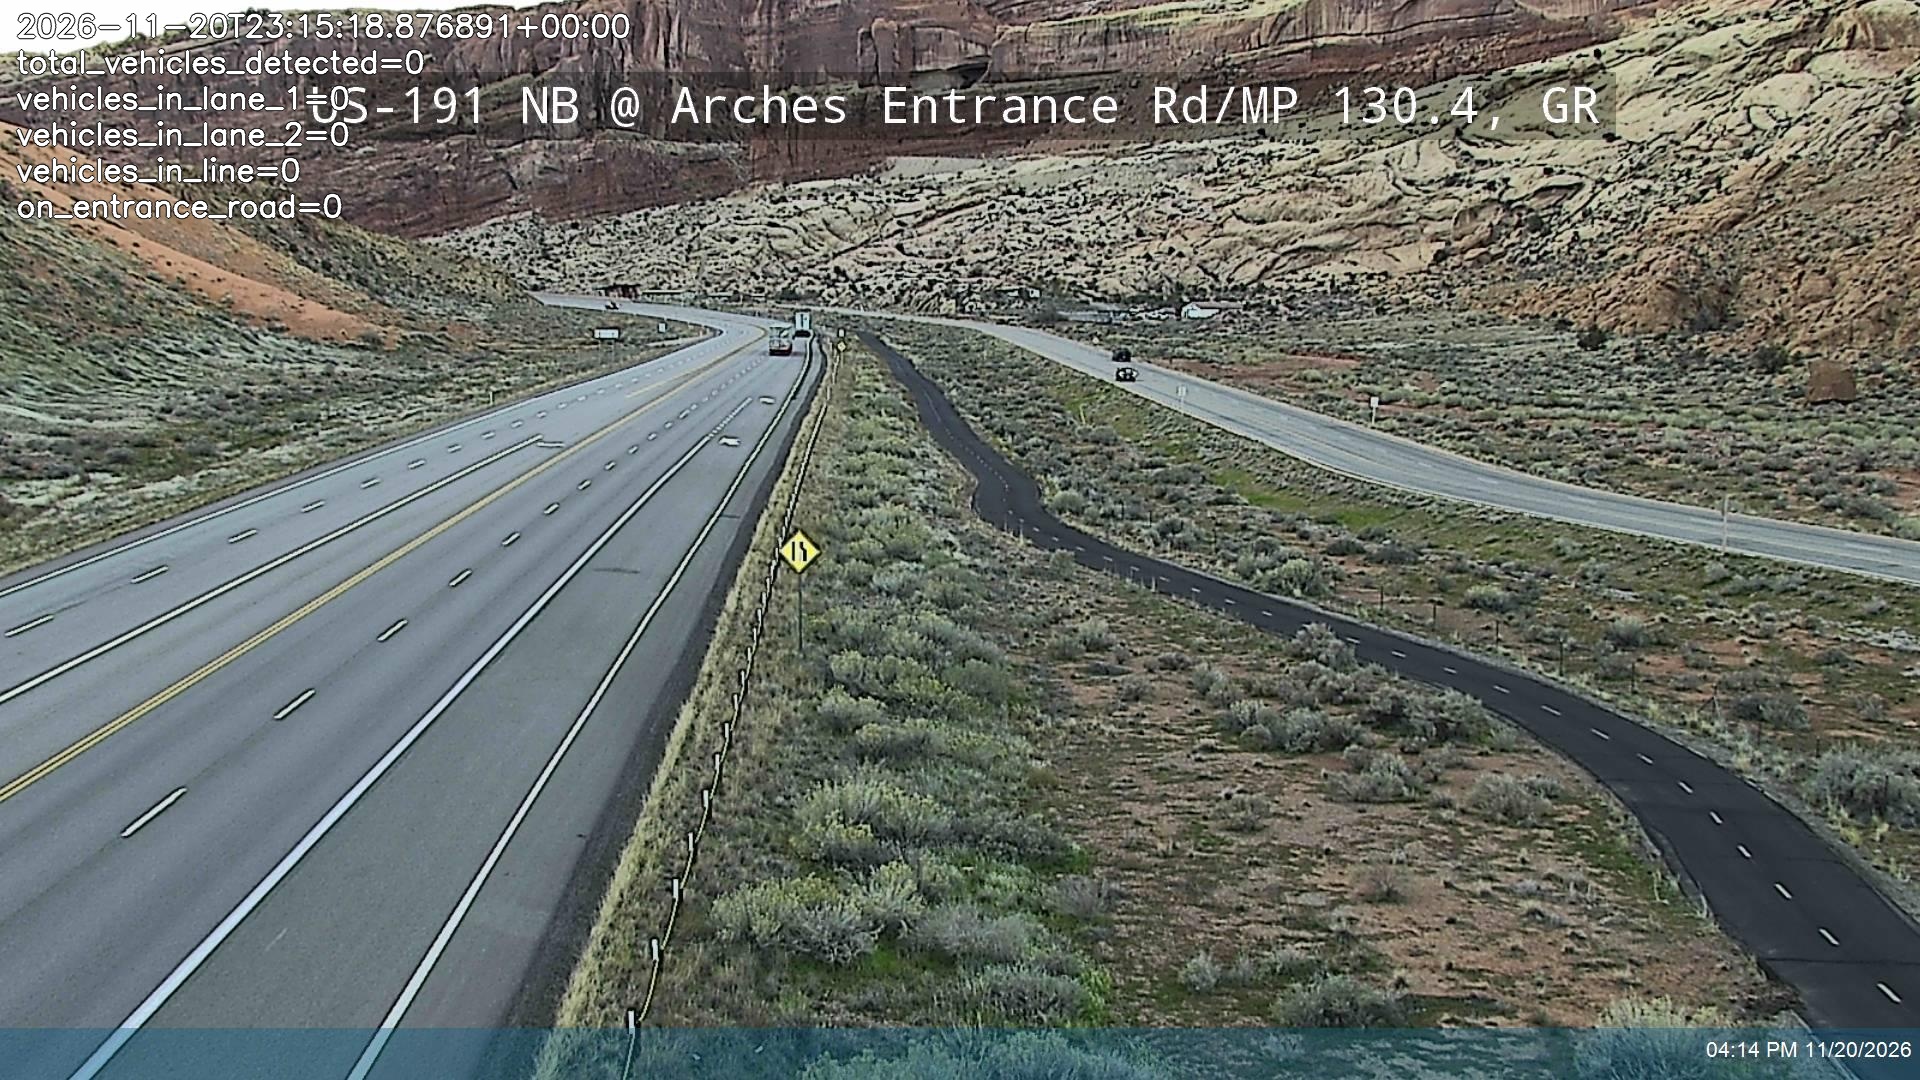 2026-11-20T23:15:18.876891+00:00
total_vehicles_detected=0
vehicles_in_lane_1=0
US-191 NB @ Arches Entrance Rd/MP 130.4, GR
vehicles_in_lane_2=0
vehicles_in_line=0
on_entrance_road=0
04:14 PM 11/20/2026